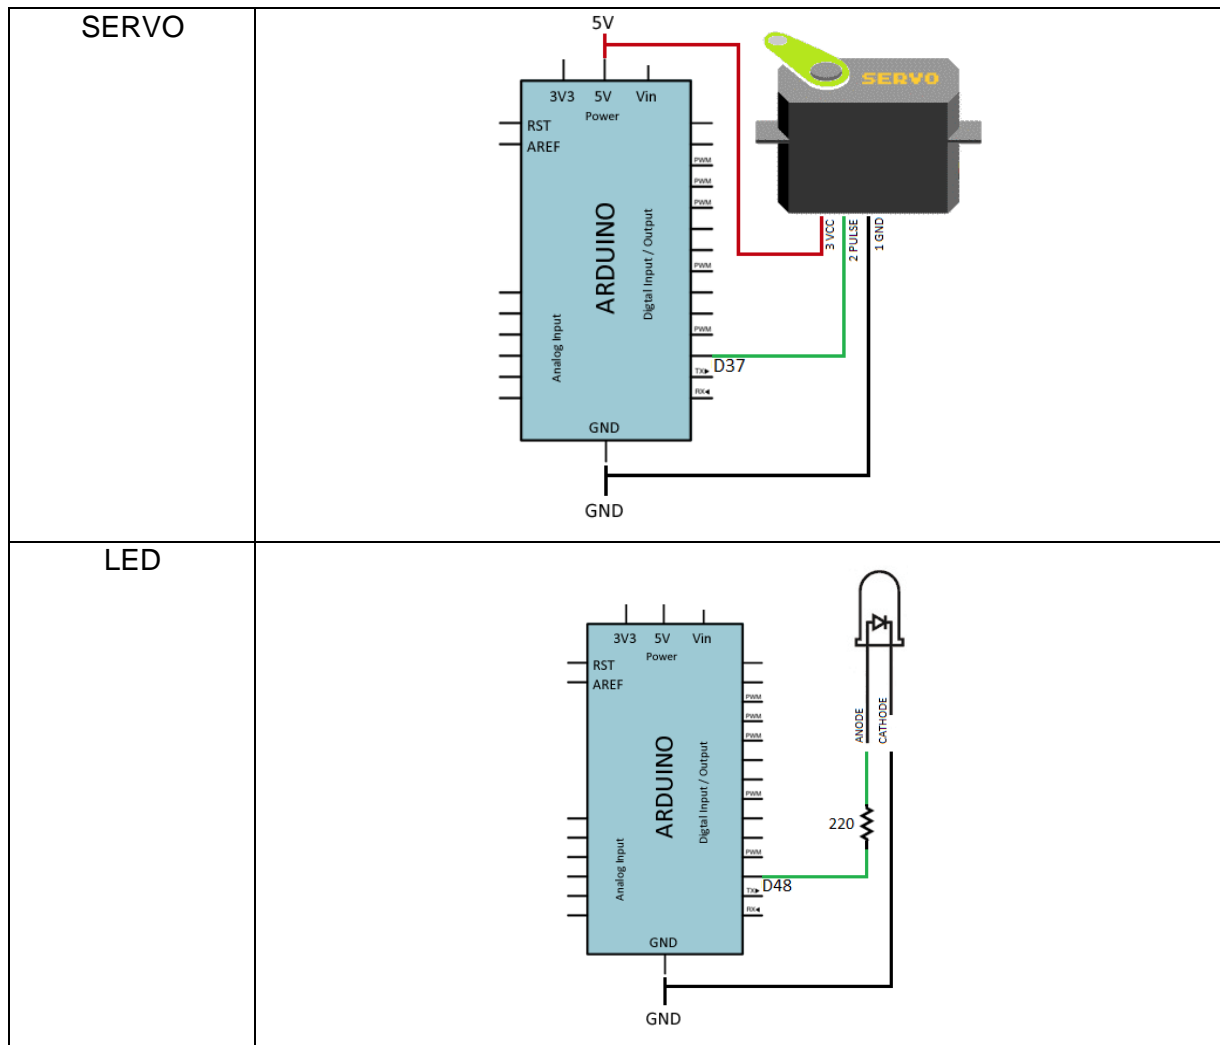 SERVO
5V
3V3 5V Vin
Power
RST
AREF
PWM
PWM
PWM
PWM
PWM
ARDUINO
Digtal Input / Output
Analog Input
TX▶
RX◀
D37
GND
GND
SERVO
3 VCC
2 PULSE
1 GND
LED
3V3 5V Vin
Power
RST
AREF
PWM
PWM
PWM
PWM
PWM
ARDUINO
Digtal Input / Output
Analog Input
TX▶
RX◀
D48
GND
GND
ANODE
CATHODE
220